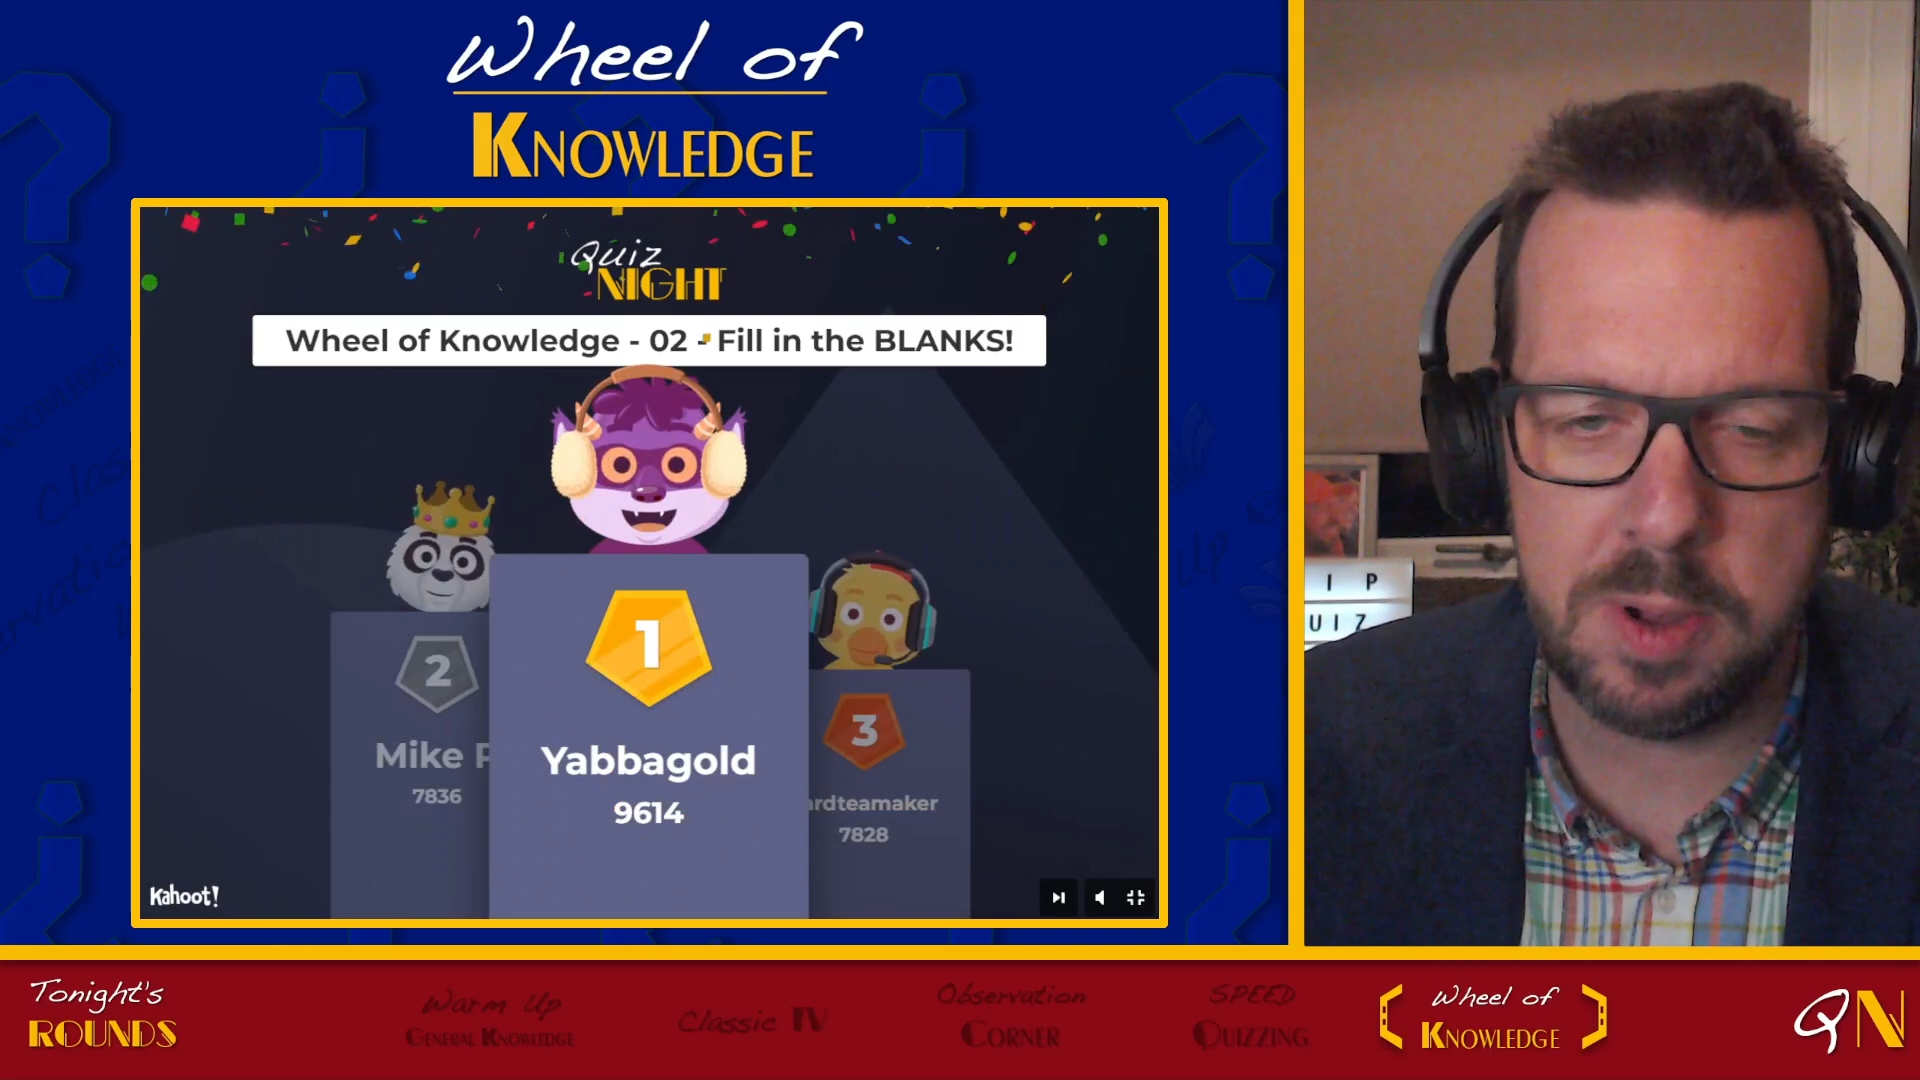 Wheel of
KNOWLEDGE
Quiz
NIGHT
Wheel of Knowledge - 02 - Fill in the BLANKS!
1
2
3
Mike
Yabbagold
rdteamaker
7836
9614
7828
Kahoot!
I P
U I Z
Tonight's
ROUNDS
Warm Up
GENERAL KNOWLEDGE
Classic TV
Observation
CORNER
SPEED
QUIZZING
Wheel of
KNOWLEDGE
QN